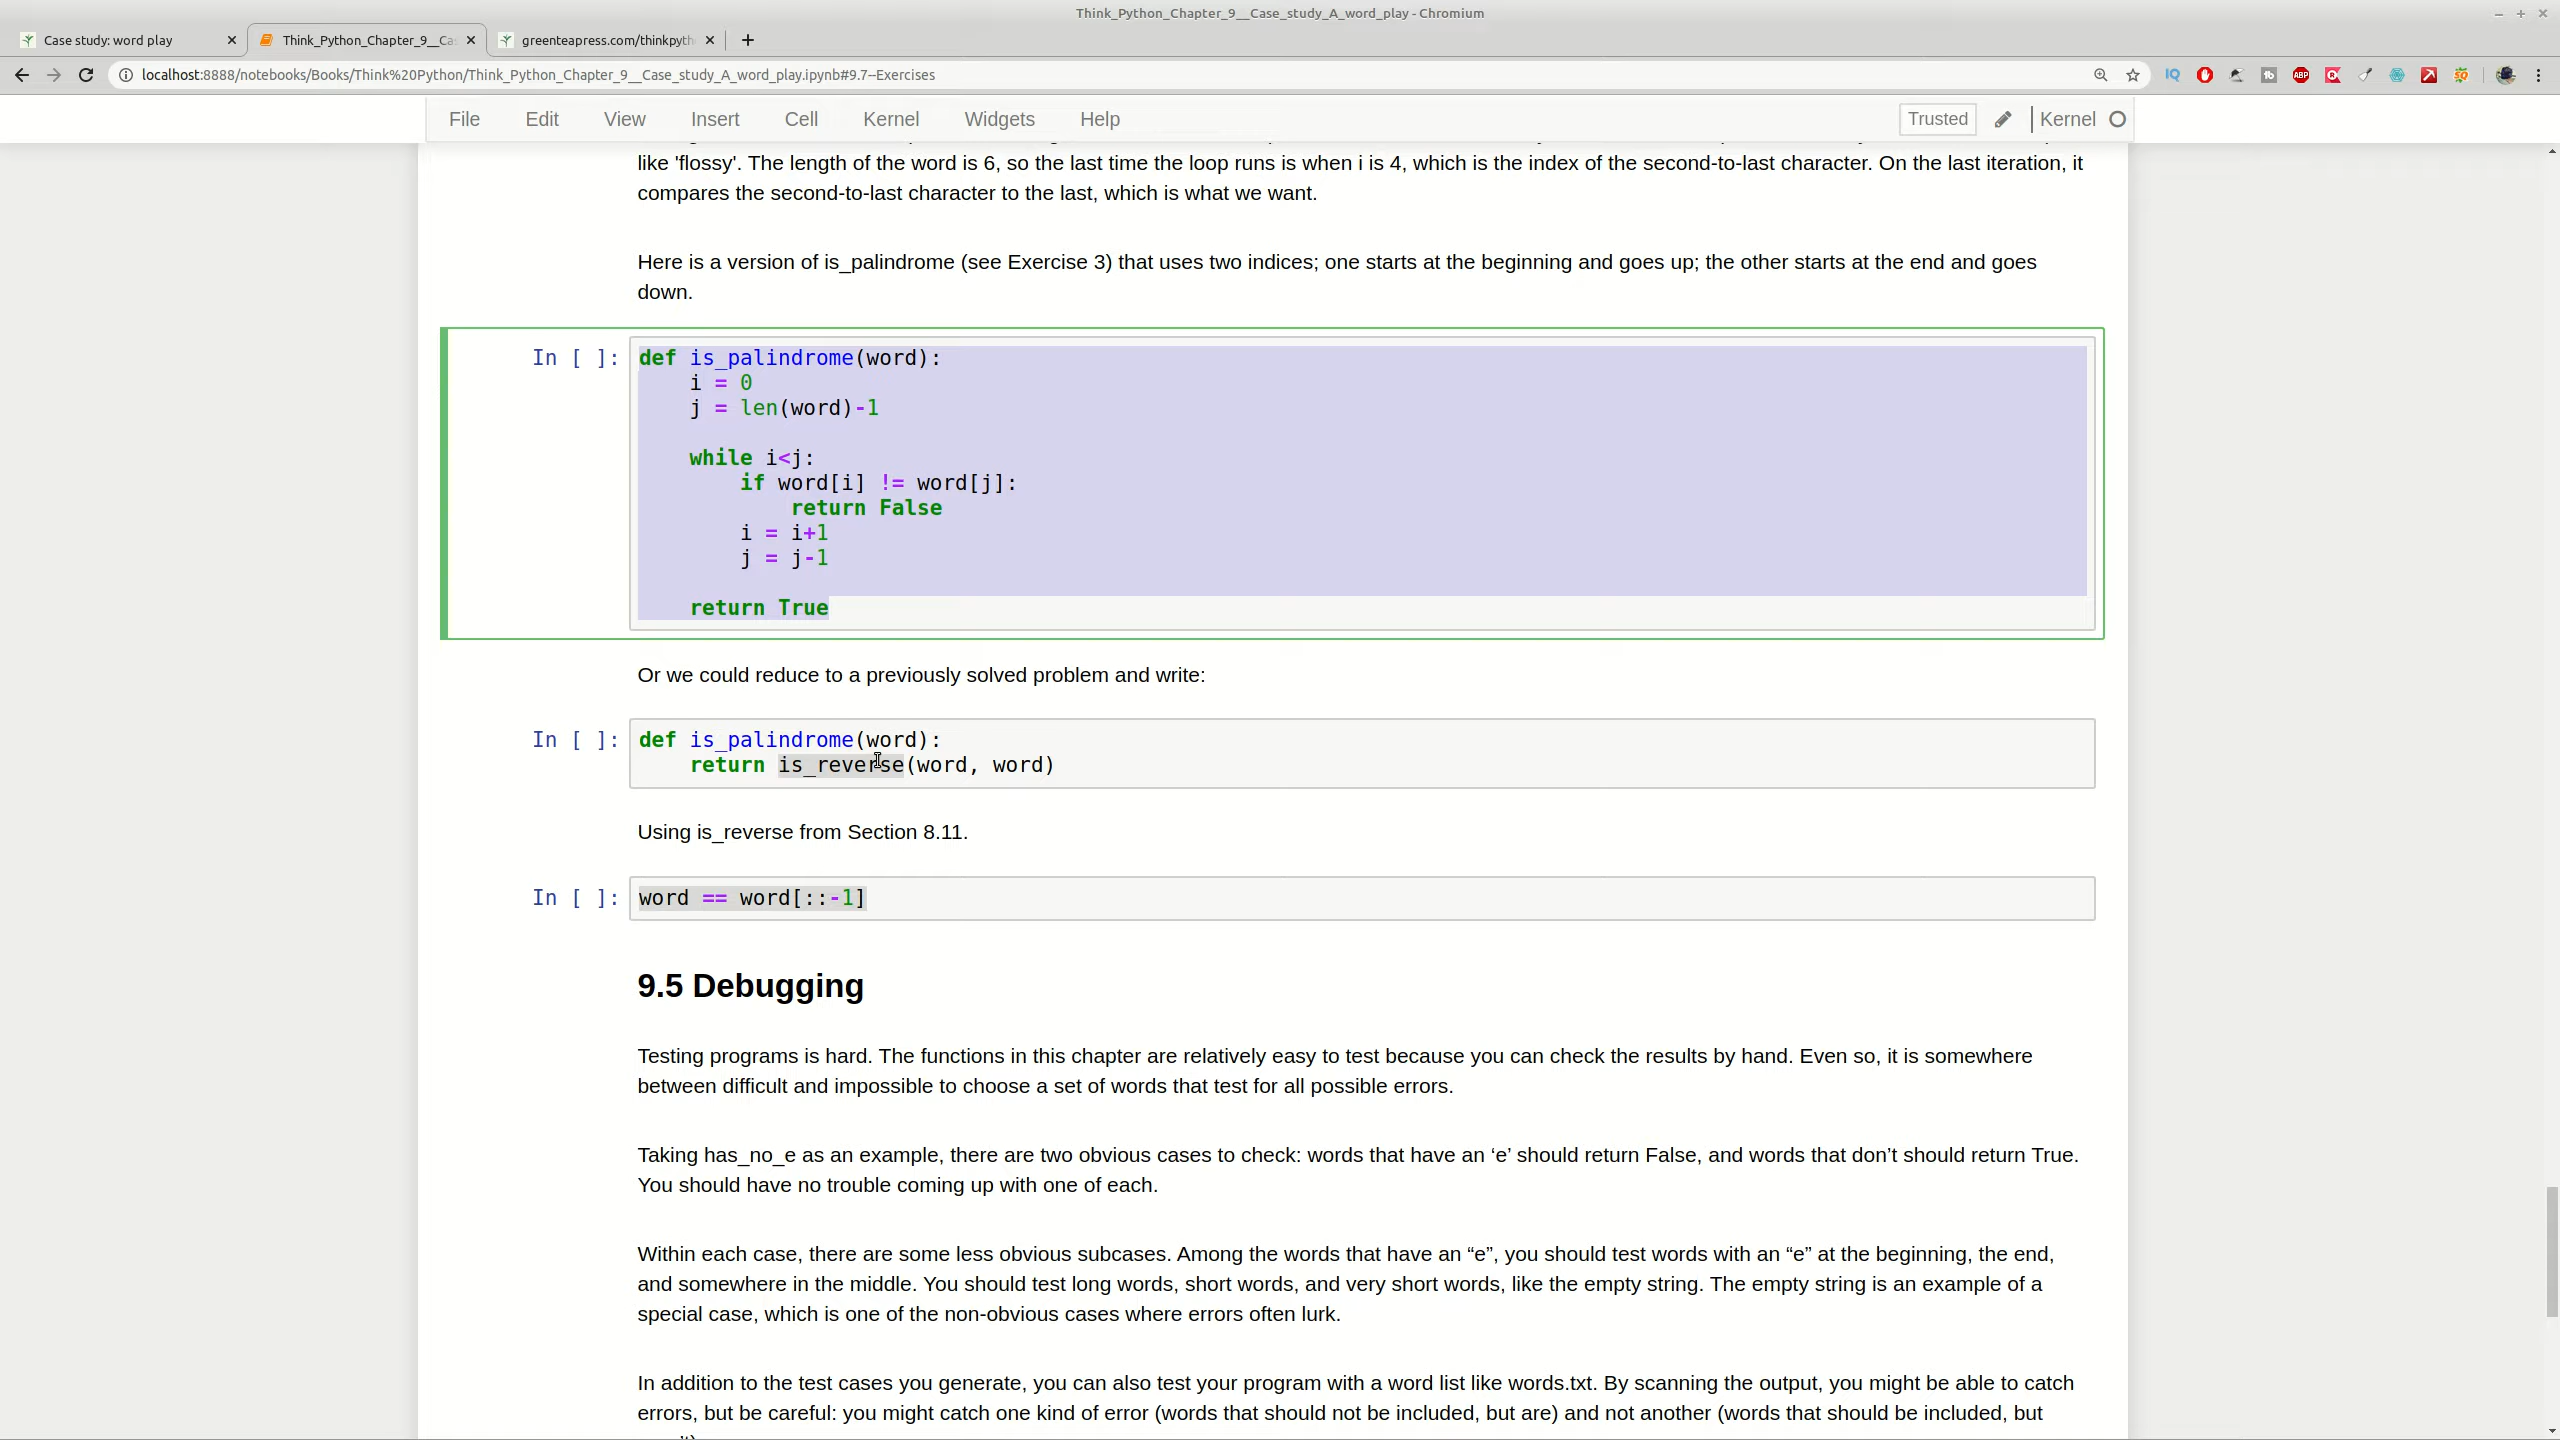 Think_Python_Chapter_9__Case_study_A_word_play - Chromium
Case study: word play
Think_Python_Chapter_9__Ca
greenteapress.com/thinkpyth
localhost:8888/notebooks/Books/Think%20Python/Think_Python_Chapter_9__Case_study_A_word_play.ipynb#9.7--Exercises
IQ
ABP
File Edit View Insert Cell Kernel Widgets Help Trusted Kernel
like 'flossy'. The length of the word is 6, so the last time the loop runs is when i is 4, which is the index of the second-to-last character. On the last iteration, it
compares the second-to-last character to the last, which is what we want.
Here is a version of is_palindrome (see Exercise 3) that uses two indices; one starts at the beginning and goes up; the other starts at the end and goes
down.
In [ ]: def is_palindrome(word):
i = 0
j = len(word)-1
while i<j:
if word[i] != word[j]:
return False
i = i+1
j = j-1
return True
Or we could reduce to a previously solved problem and write:
In [ ]: def is_palindrome(word):
return is_reverse(word, word)
Using is_reverse from Section 8.11.
In [ ]: word == word[::-1]
9.5 Debugging
Testing programs is hard. The functions in this chapter are relatively easy to test because you can check the results by hand. Even so, it is somewhere
between difficult and impossible to choose a set of words that test for all possible errors.
Taking has_no_e as an example, there are two obvious cases to check: words that have an ‘e’ should return False, and words that don’t should return True.
You should have no trouble coming up with one of each.
Within each case, there are some less obvious subcases. Among the words that have an “e”, you should test words with an “e” at the beginning, the end,
and somewhere in the middle. You should test long words, short words, and very short words, like the empty string. The empty string is an example of a
special case, which is one of the non-obvious cases where errors often lurk.
In addition to the test cases you generate, you can also test your program with a word list like words.txt. By scanning the output, you might be able to catch
errors, but be careful: you might catch one kind of error (words that should not be included, but are) and not another (words that should be included, but